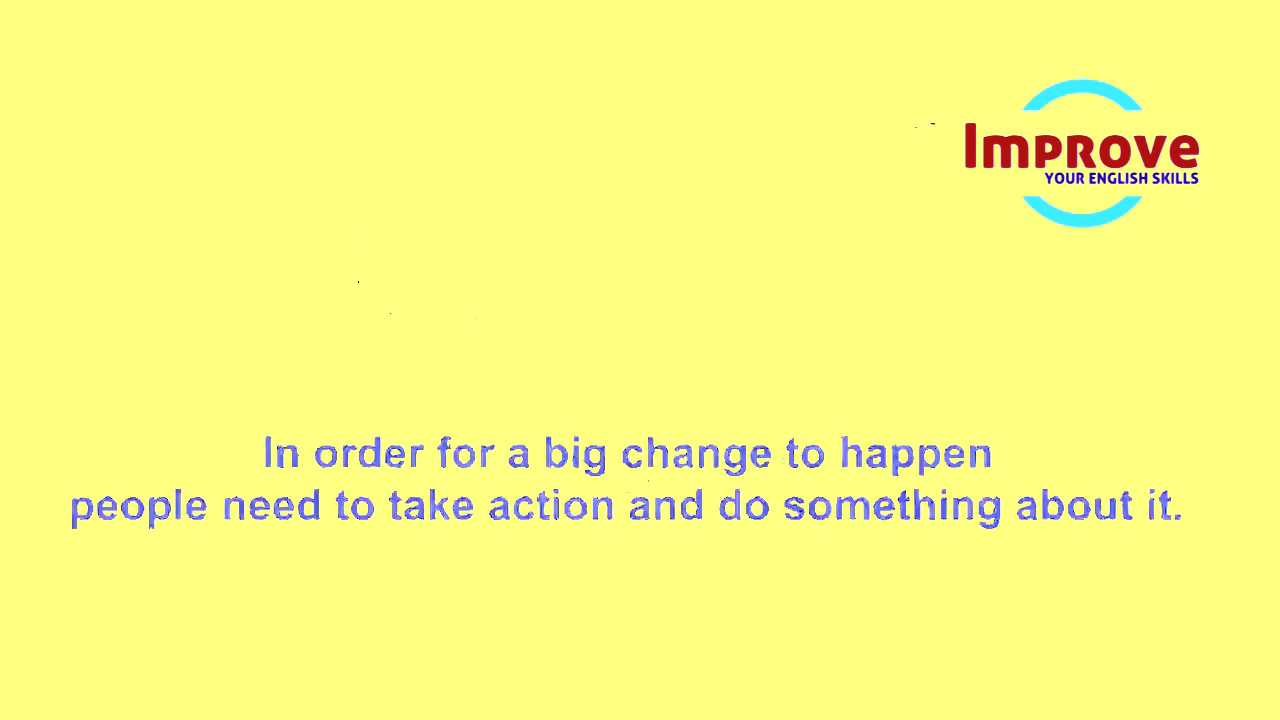 Improve
YOUR ENGLISH SKILLS
In order for a big change to happen
people need to take action and do something about it.